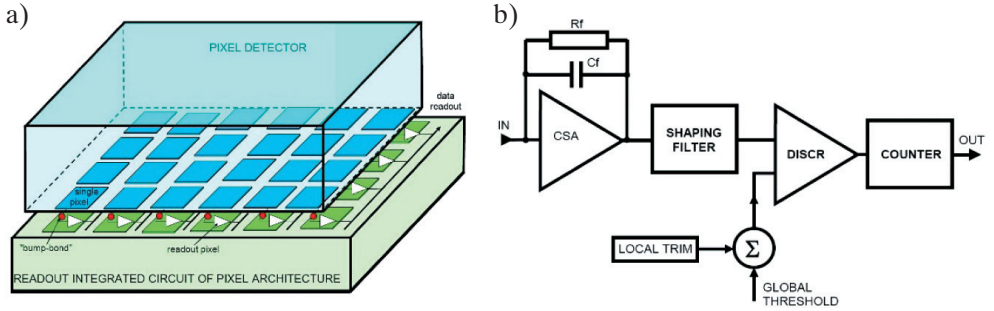 a)
PIXEL DETECTOR
data
readout
single
pixel
"bump-bond"
readout pixel
READOUT INTEGRATED CIRCUIT OF PIXEL ARCHITECTURE
b)
Rf
Cf
IN
CSA
SHAPING
FILTER
DISCR
COUNTER
OUT
LOCAL TRIM
Σ
GLOBAL
THRESHOLD